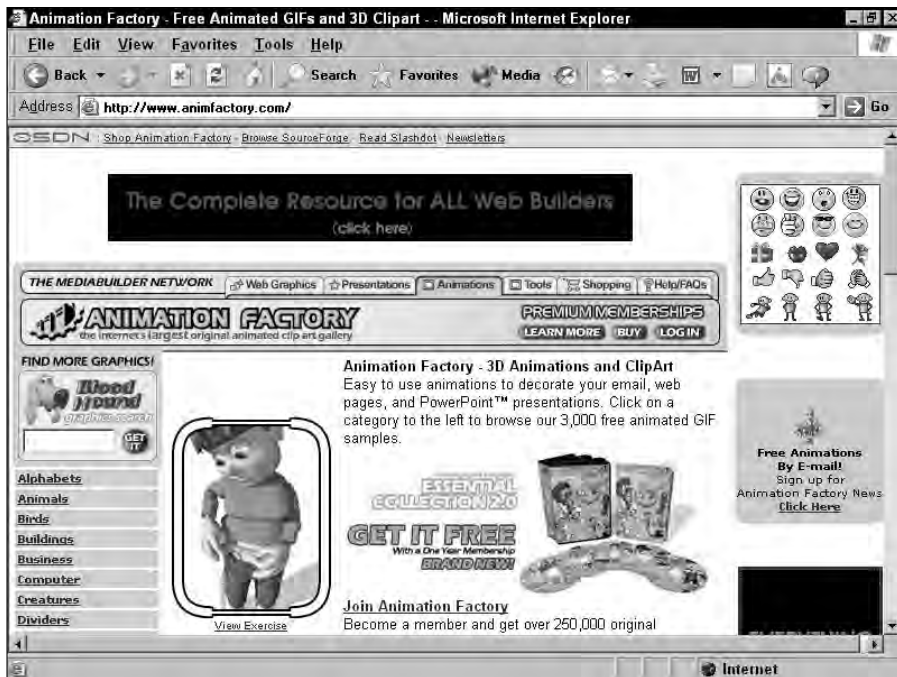 Animation Factory - Free Animated GIFs and 3D Clipart - - Microsoft Internet Explorer
File Edit View Favorites Tools Help
Back Search Favorites Media
Address http://www.animfactory.com/ Go
OSDN : Shop Animation Factory - Browse SourceForge - Read Slashdot - Newsletters
The Complete Resource for ALL Web Builders
(click here)
THE MEDIABUILDER NETWORK Web Graphics Presentations Animations Tools Shopping Help/FAQs
ANIMATION FACTORY
the internet's largest original animated clip art gallery
PREMIUM MEMBERSHIPS
LEARN MORE BUY LOG IN
FIND MORE GRAPHICS!
Blood Hound
graphics search
GET IT
Alphabets
Animals
Birds
Buildings
Business
Computer
Creatures
Dividers
View Exercise
Animation Factory - 3D Animations and ClipArt
Easy to use animations to decorate your email, web
pages, and PowerPoint™ presentations. Click on a
category to the left to browse our 3,000 free animated GIF
samples.
ESSENTIAL
COLLECTION 2.0
GET IT FREE
With a One Year Membership
BRAND NEW!
Join Animation Factory
Become a member and get over 250,000 original
Free Animations
By E-mail!
Sign up for
Animation Factory News
Click Here
Internet